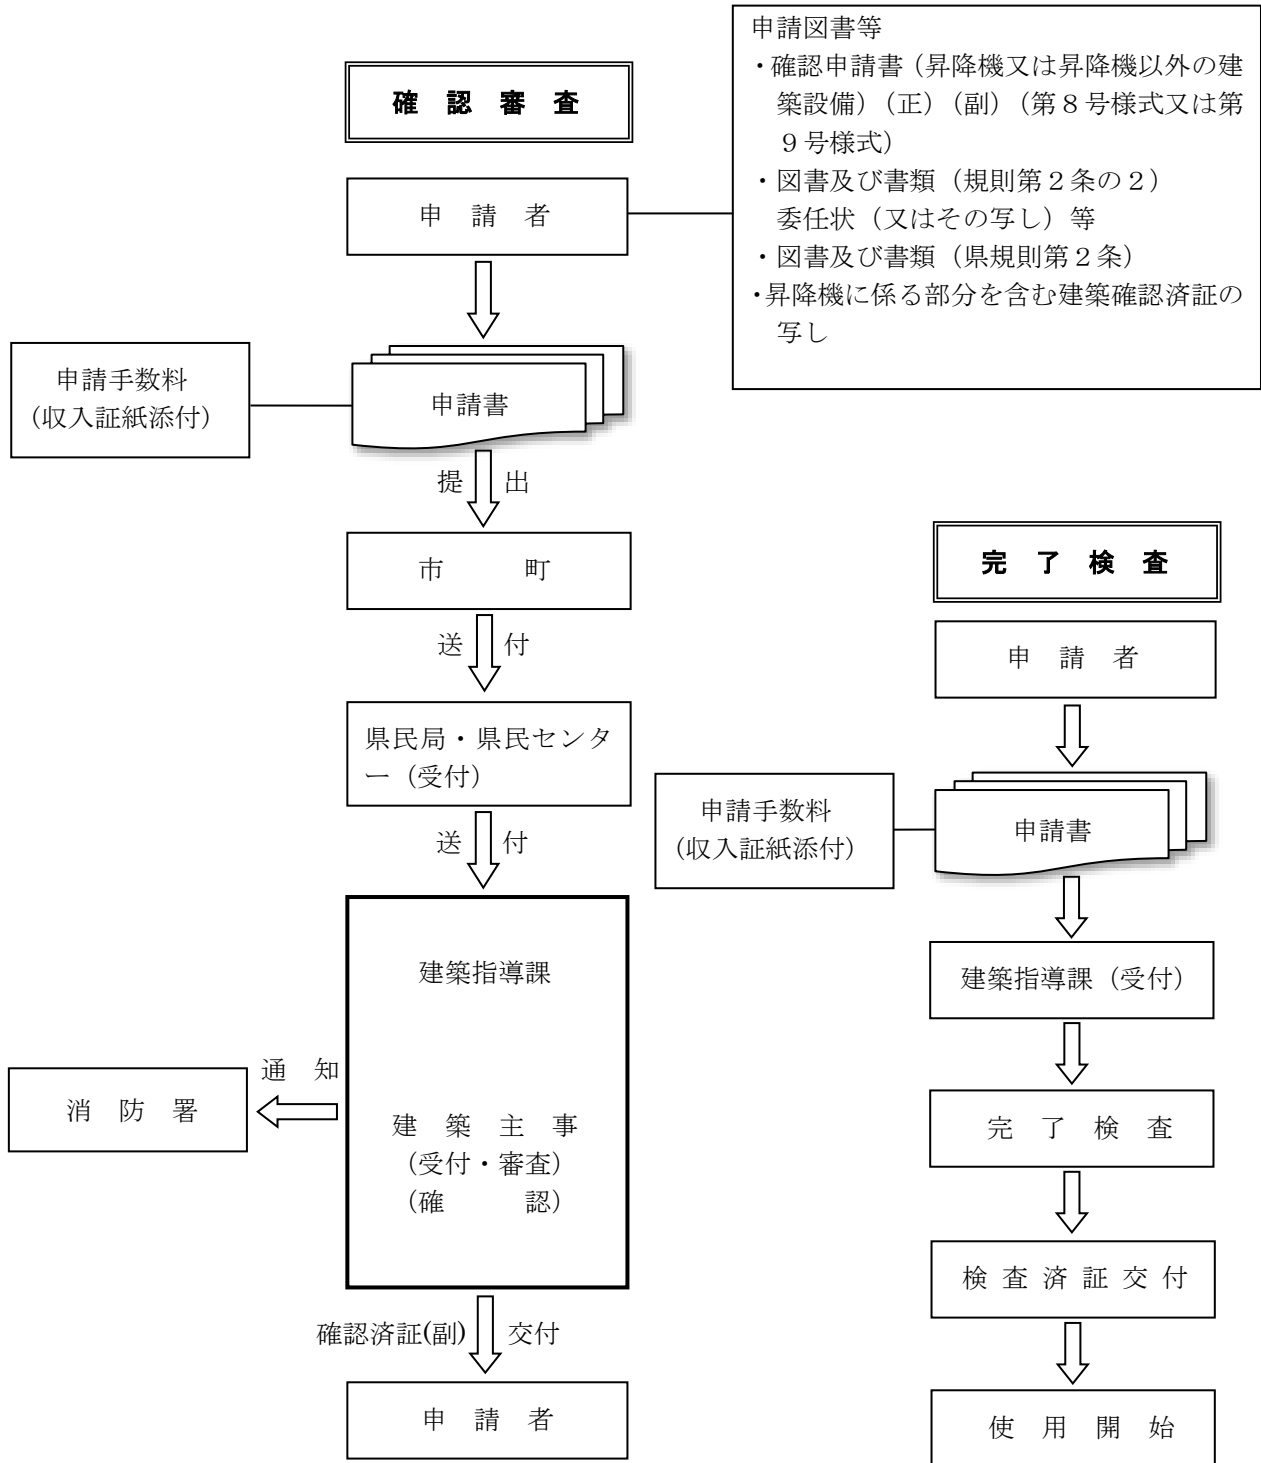 確認審査
申請者
申請図書等
・確認申請書（昇降機又は昇降機以外の建
築設備）（正）（副）（第８号様式又は第
９号様式）
・図書及び書類（規則第２条の２）
委任状（又はその写し）等
・図書及び書類（県規則第２条）
・昇降機に係る部分を含む建築確認済証の
写し
申請手数料
（収入証紙添付）
申請書
提出
市町
送付
県民局・県民センタ
ー（受付）
送付
建築指導課
建築主事
（受付・審査）
（確認）
通知
消防署
確認済証(副) 交付
申請者
完了検査
申請者
申請手数料
（収入証紙添付）
申請書
建築指導課（受付）
完了検査
検査済証交付
使用開始